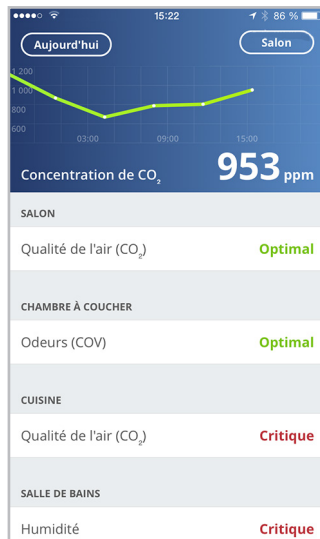 15:22 86 %
Aujourd'hui Salon
1 200
1 000
800
600
03:00 09:00 15:00
Concentration de CO₂ 953 ppm
SALON
Qualité de l'air (CO₂) Optimal
CHAMBRE À COUCHER
Odeurs (COV) Optimal
CUISINE
Qualité de l'air (CO₂) Critique
SALLE DE BAINS
Humidité Critique